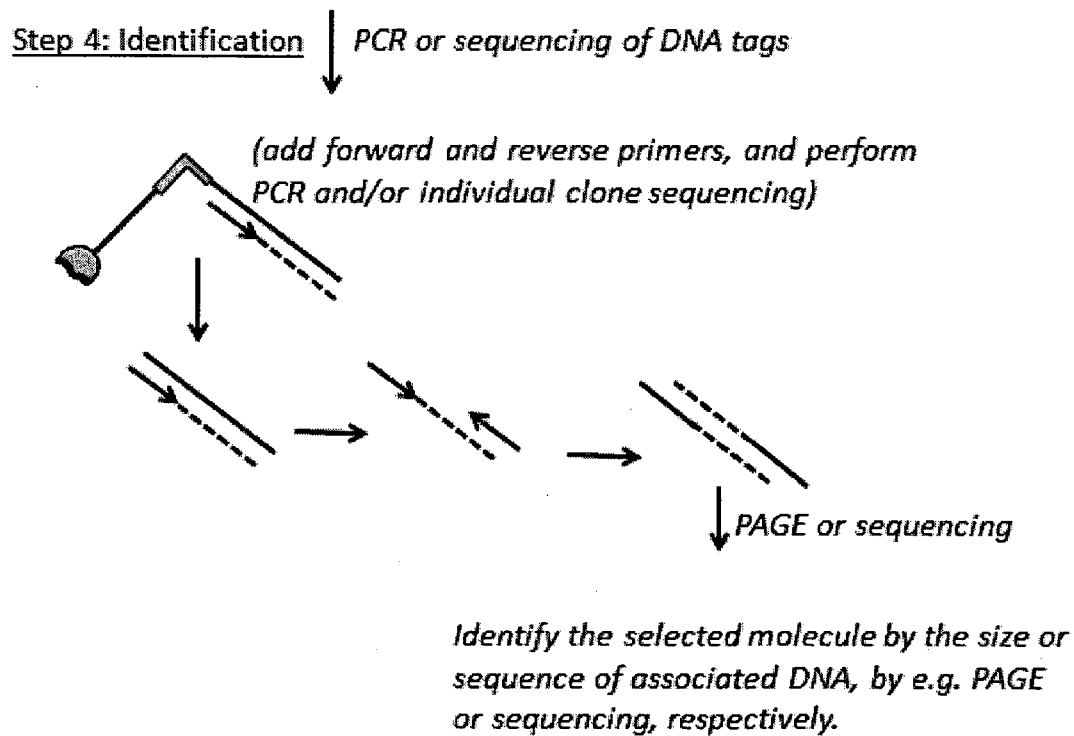 Step 4: Identification PCR or sequencing of DNA tags
(add forward and reverse primers, and perform
PCR and/or individual clone sequencing)
PAGE or sequencing
Identify the selected molecule by the size or
sequence of associated DNA, by e.g. PAGE
or sequencing, respectively.